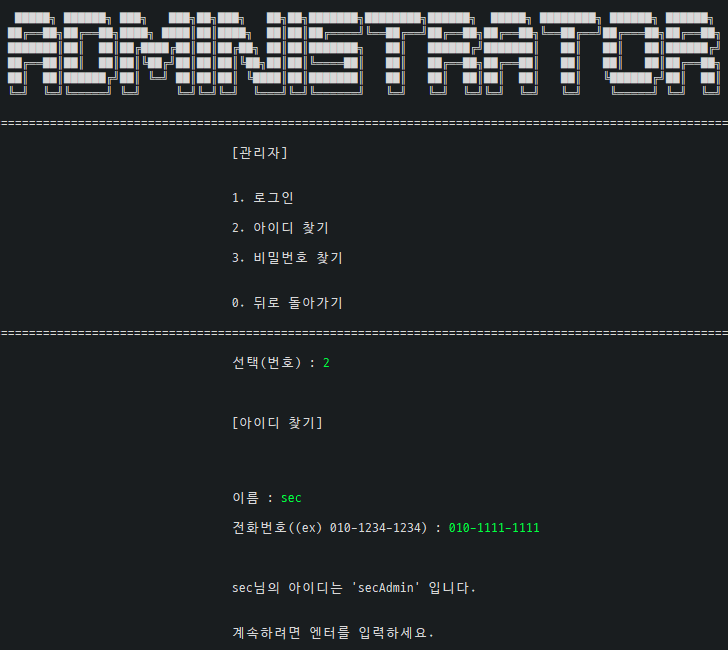 ADMINISTRATOR
[관리자]
1. 로그인
2. 아이디 찾기
3. 비밀번호 찾기
0. 뒤로 돌아가기
선택(번호) : 2
[아이디 찾기]
이름 : sec
전화번호((ex) 010-1234-1234) : 010-1111-1111
sec님의 아이디는 'secAdmin' 입니다.
계속하려면 엔터를 입력하세요.